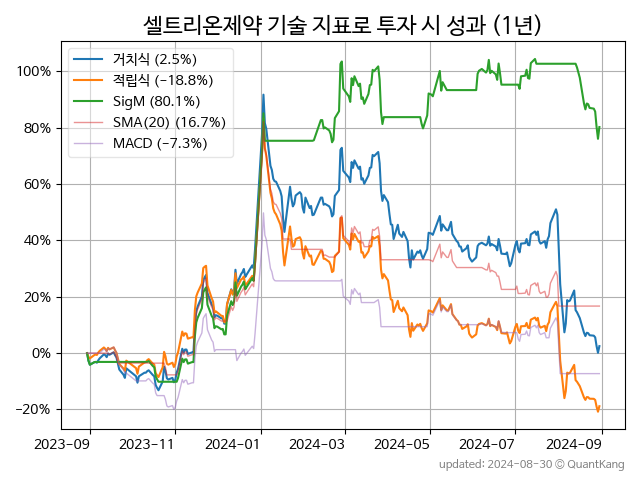 셀트리온제약 기술 지표로 투자 시 성과 (1년)
거치식 (2.5%)
적립식 (−18.8%)
SigM (80.1%)
SMA(20) (16.7%)
MACD (−7.3%)
100%
80%
60%
40%
20%
0%
−20%
2023−09 2023−11 2024−01 2024−03 2024−05 2024−07 2024−09
updated: 2024−08−30 © QuantKang